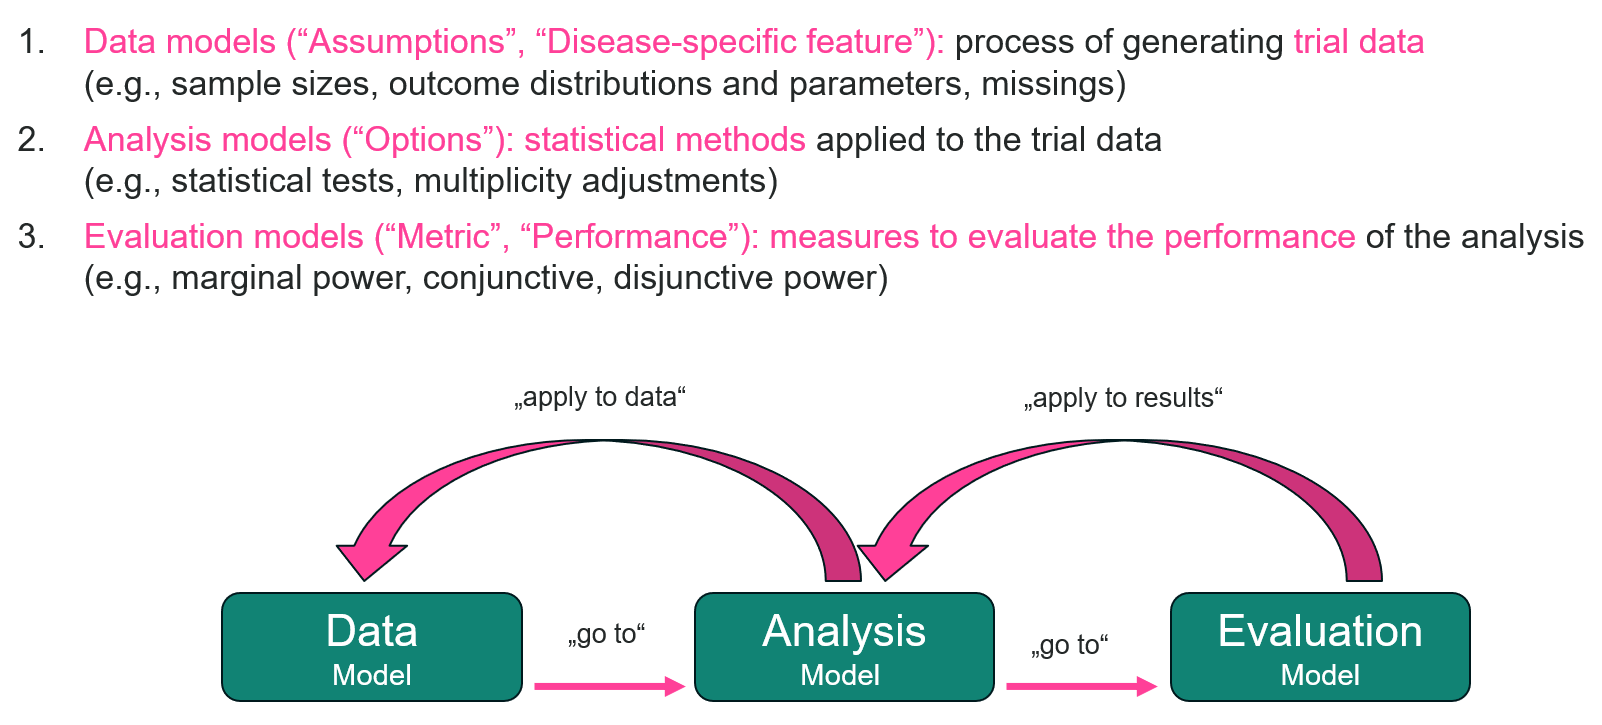 1. Data models (“Assumptions”, “Disease-specific feature”): process of generating trial data
(e.g., sample sizes, outcome distributions and parameters, missings)
2. Analysis models (“Options”): statistical methods applied to the trial data
(e.g., statistical tests, multiplicity adjustments)
3. Evaluation models (“Metric”, “Performance”): measures to evaluate the performance of the analysis
(e.g., marginal power, conjunctive, disjunctive power)
„apply to data“
„apply to results“
Data
Model
„go to“
Analysis
Model
„go to“
Evaluation
Model